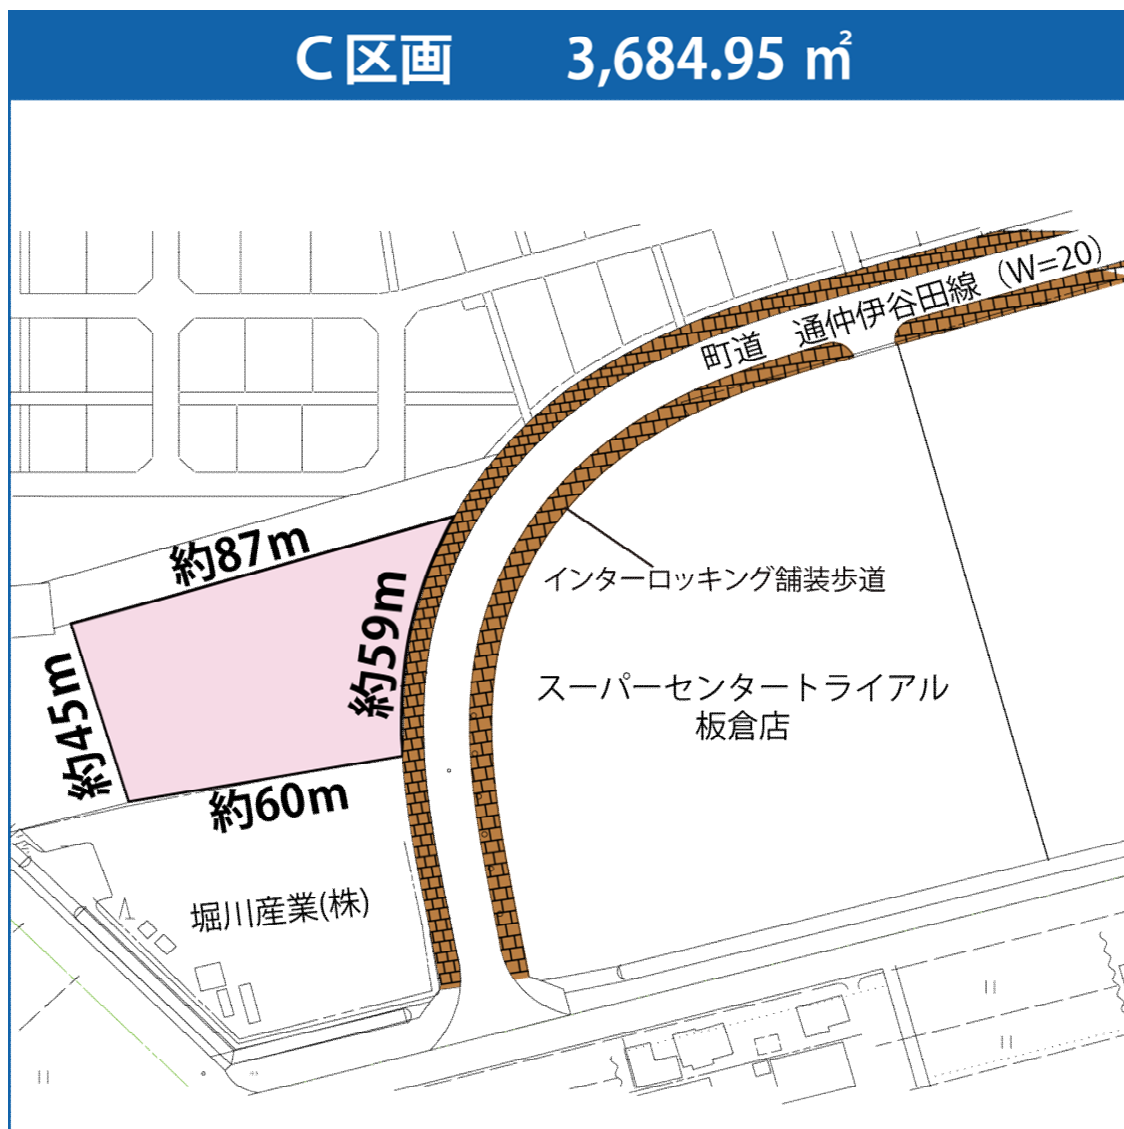 C区画 3,684.95 ㎡
町道 通仲伊谷田線（W=20）
約87m
約59m
インターロッキング舗装歩道
約45m
スーパーセンタートライアル
板倉店
約60m
堀川産業(株)